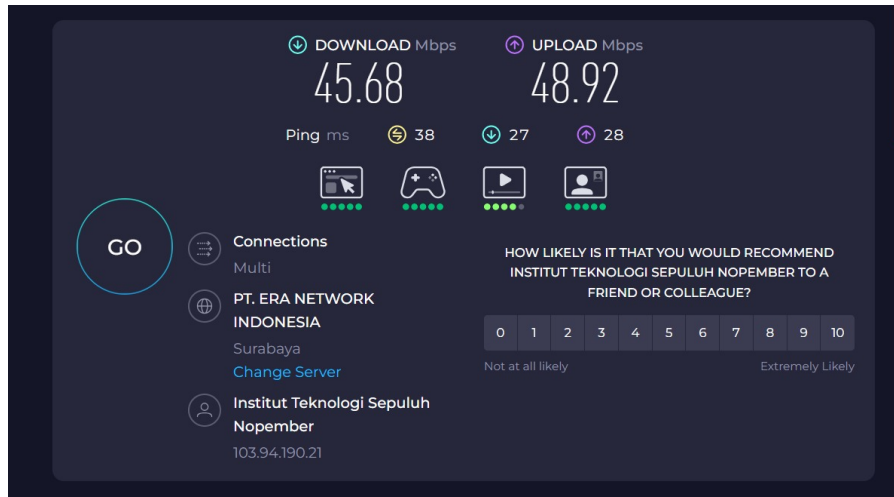 DOWNLOAD Mbps
45.68
UPLOAD Mbps
48.92
Ping ms 38 27 28
GO
Connections
Multi
PT. ERA NETWORK
INDONESIA
Surabaya
Change Server
Institut Teknologi Sepuluh
Nopember
103.94.190.21
HOW LIKELY IS IT THAT YOU WOULD RECOMMEND
INSTITUT TEKNOLOGI SEPULUH NOPEMBER TO A
FRIEND OR COLLEAGUE?
0 1 2 3 4 5 6 7 8 9 10
Not at all likely Extremely Likely